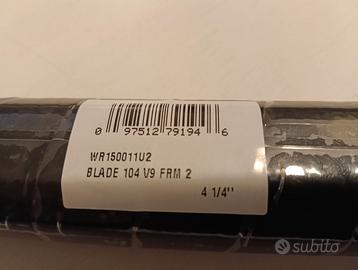 0 97512 79194 6
WR150011U2
BLADE 104 V9 FRM 2
4 1/4''
subito